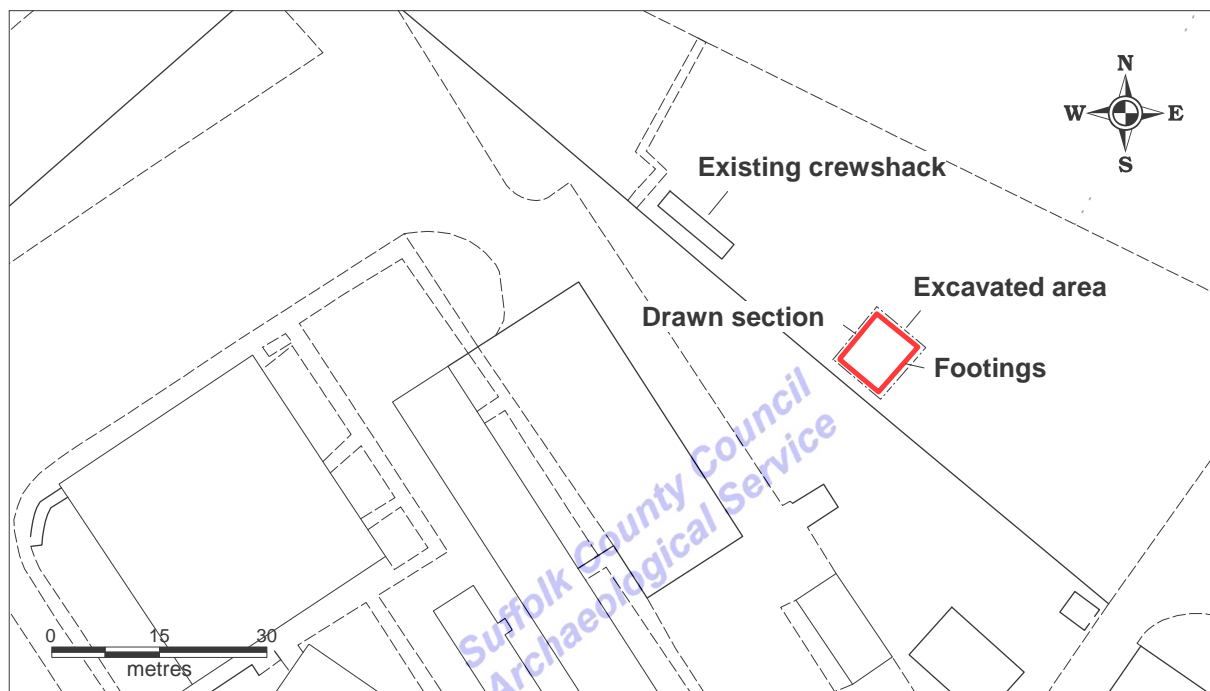 N
W E
S
Existing crewshack
Excavated area
Drawn section
Footings
Suffolk County Council
Archaeological Service
0 15 30
metres